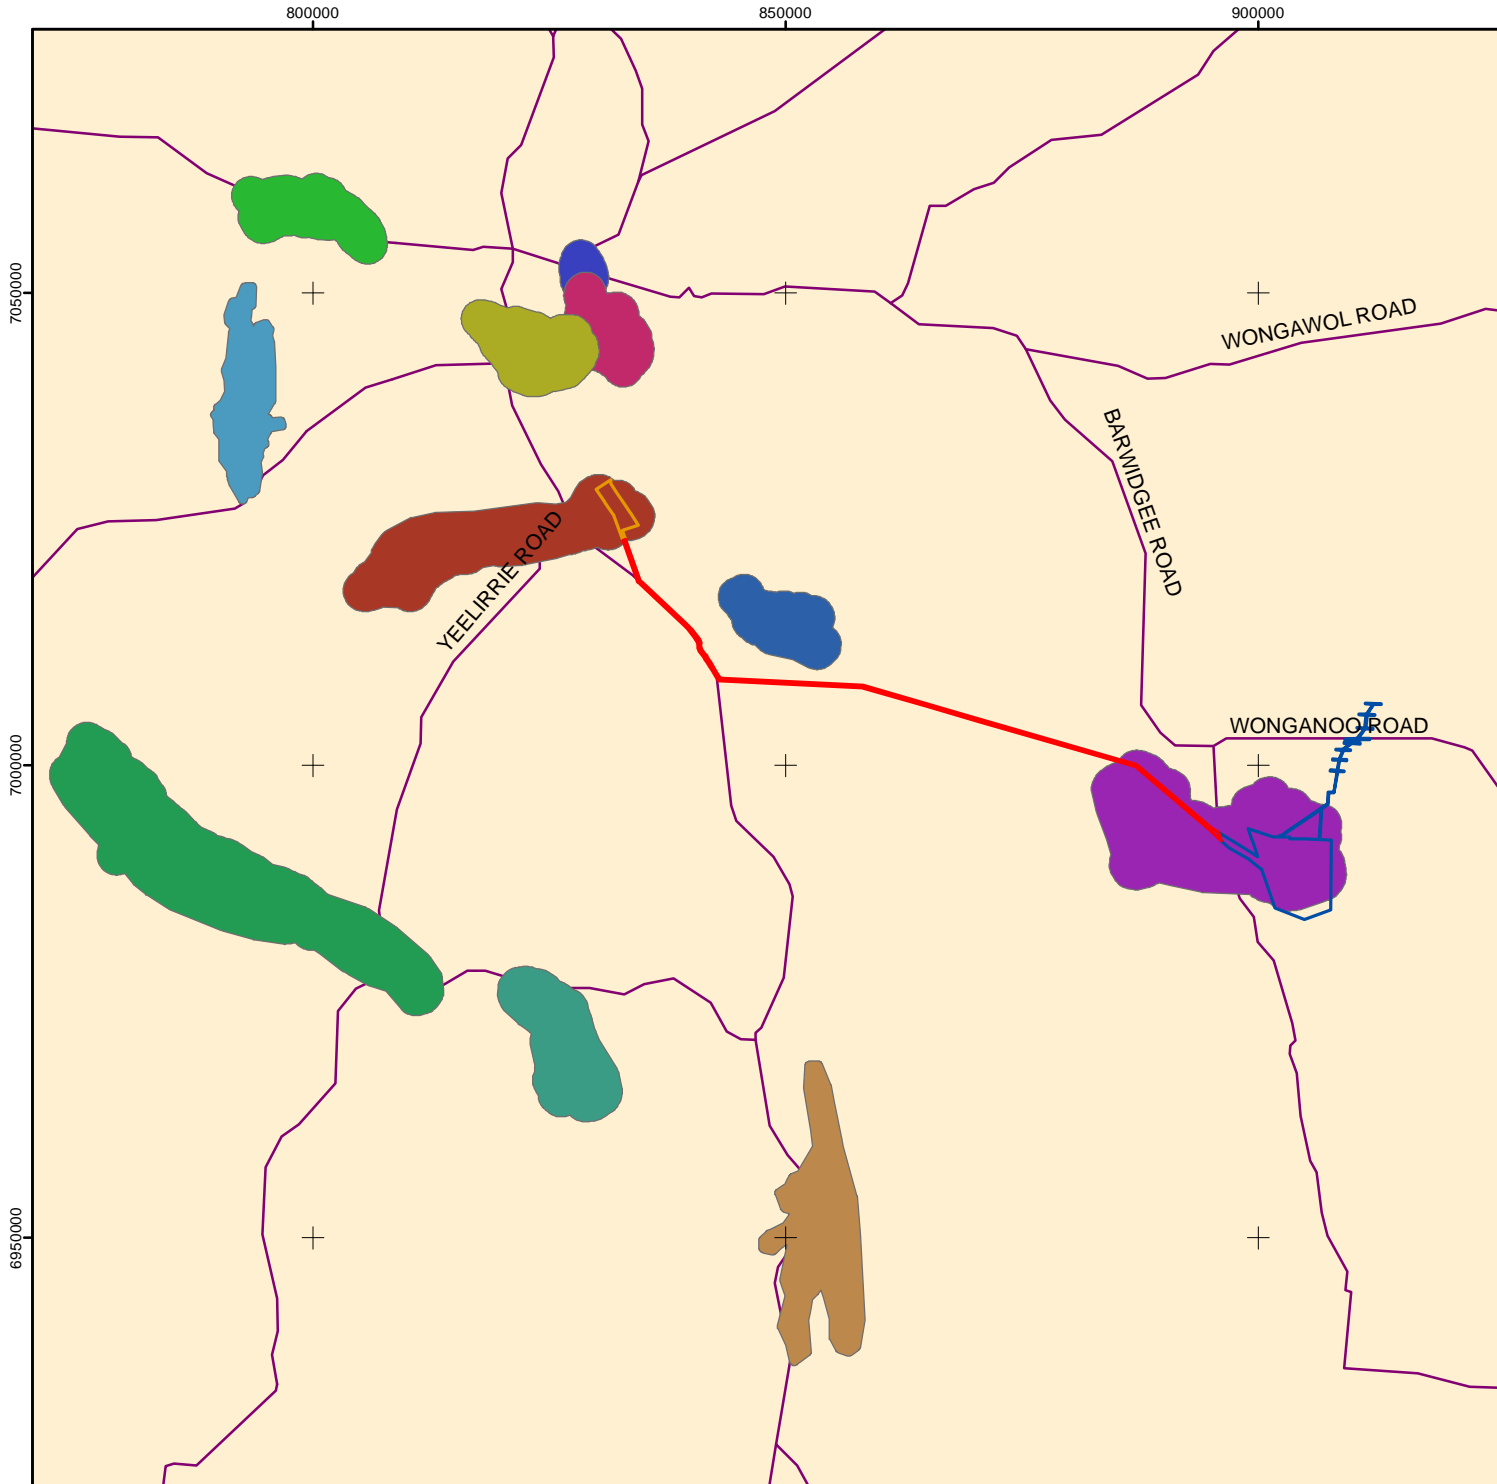 800000
850000
900000
7050000
WONGAWOL ROAD
BARWIDGEE ROAD
YEELIRRIE ROAD
WONGANOO ROAD
7000000
6950000